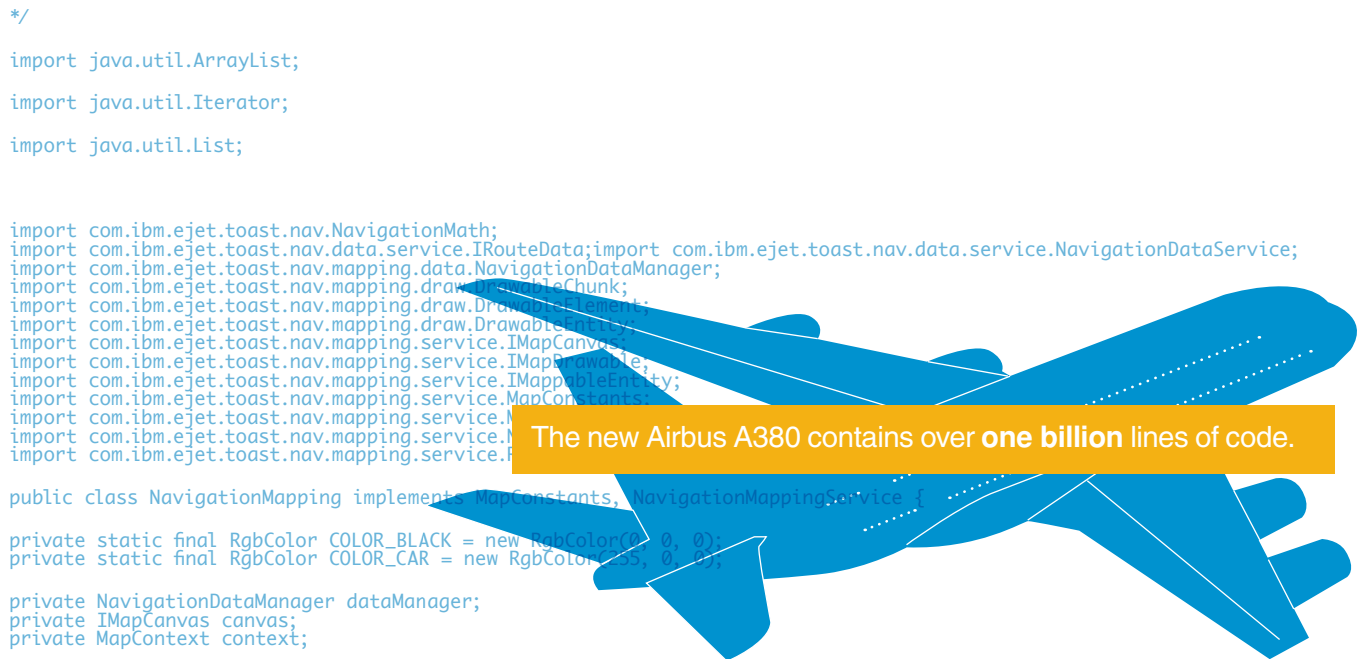 */
import java.util.ArrayList;
import java.util.Iterator;
import java.util.List;
import com.ibm.ejet.toast.nav.NavigationMath;
import com.ibm.ejet.toast.nav.data.service.IRouteData;import com.ibm.ejet.toast.nav.data.service.NavigationDataService;
import com.ibm.ejet.toast.nav.mapping.data.NavigationDataManager;
import com.ibm.ejet.toast.nav.mapping.draw.DrawableChunk;
import com.ibm.ejet.toast.nav.mapping.draw.DrawableElement;
import com.ibm.ejet.toast.nav.mapping.draw.DrawableEntity;
import com.ibm.ejet.toast.nav.mapping.service.IMapCanvas;
import com.ibm.ejet.toast.nav.mapping.service.IMapDrawable;
import com.ibm.ejet.toast.nav.mapping.service.IMappableEntity;
import com.ibm.ejet.toast.nav.mapping.service.MapConstants;
import com.ibm.ejet.toast.nav.mapping.service.
import com.ibm.ejet.toast.nav.mapping.service.
import com.ibm.ejet.toast.nav.mapping.service.
The new Airbus A380 contains over one billion lines of code.
public class NavigationMapping implements MapConstants, NavigationMappingService {
private static final RgbColor COLOR_BLACK = new RgbColor(0, 0, 0);
private static final RgbColor COLOR_CAR = new RgbColor(255, 0, 0);
private NavigationDataManager dataManager;
private IMapCanvas canvas;
private MapContext context;